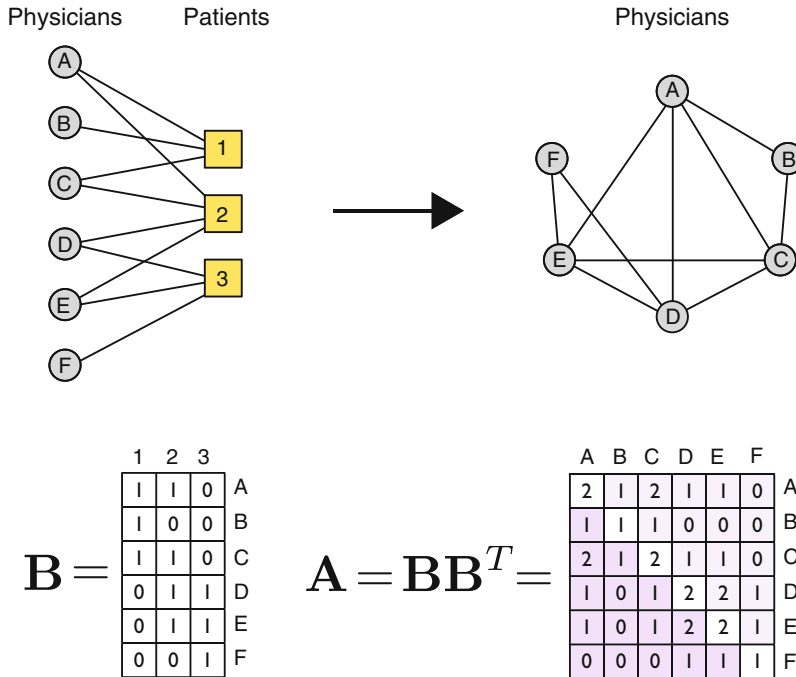 Physicians Patients Physicians
A
B
C
D
E
F
1
2
3
A
B
C
D
E
F
1 2 3
1 1 0 A
1 0 0 B
1 1 0 C
0 1 1 D
0 1 1 E
0 0 1 F
B =
A = BB^T =
A B C D E F
2 1 2 1 1 0 A
1 1 1 0 0 0 B
2 1 2 1 1 0 C
1 0 1 2 2 1 D
1 0 1 2 2 1 E
0 0 0 1 1 1 F